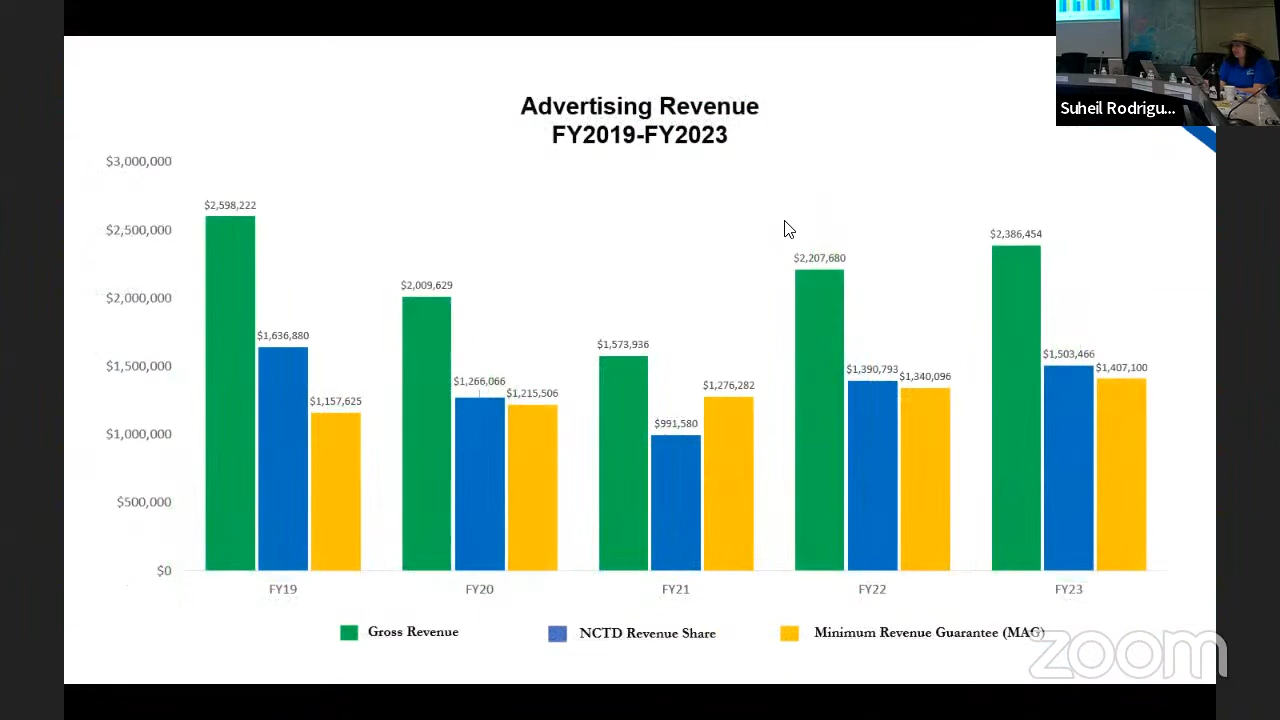 Suheil Rodrigu...
Advertising Revenue
FY2019-FY2023
$3,000,000
$2,500,000
$2,000,000
$1,500,000
$1,000,000
$500,000
$0
$2,598,222
$1,636,880
$1,157,625
$2,009,629
$1,266,066
$1,215,506
$1,573,936
$991,580
$1,276,282
$2,207,680
$1,390,793
$1,340,096
$2,386,454
$1,503,466
$1,407,100
FY19
FY20
FY21
FY22
FY23
Gross Revenue
NCTD Revenue Share
Minimum Revenue Guarantee (MAG)
zoom